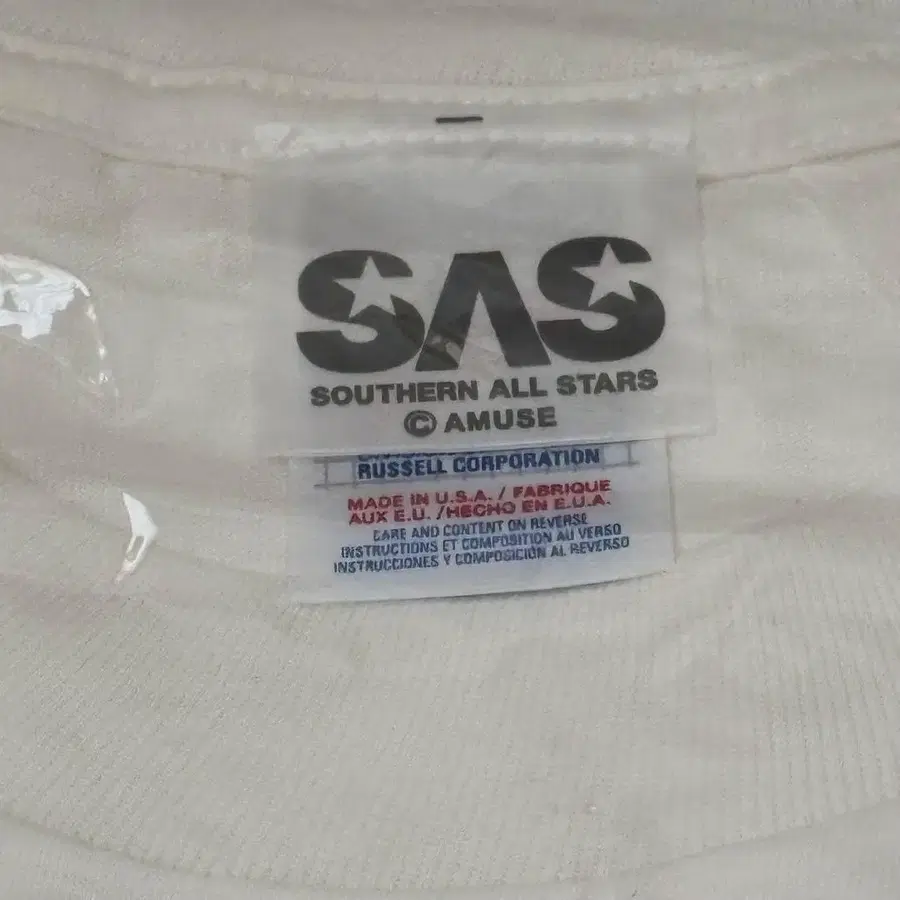 SAS
SOUTHERN ALL STARS
© AMUSE
RUSSELL CORPORATION
MADE IN U.S.A. / FABRIQUE
AUX E.U. /HECHO EN E.U.A.
CARE AND CONTENT ON REVERSE
INSTRUCTIONS ET COMPOSITION AU VERSO
INSTRUCCIONES Y COMPOSICIÓN AL REVERSO